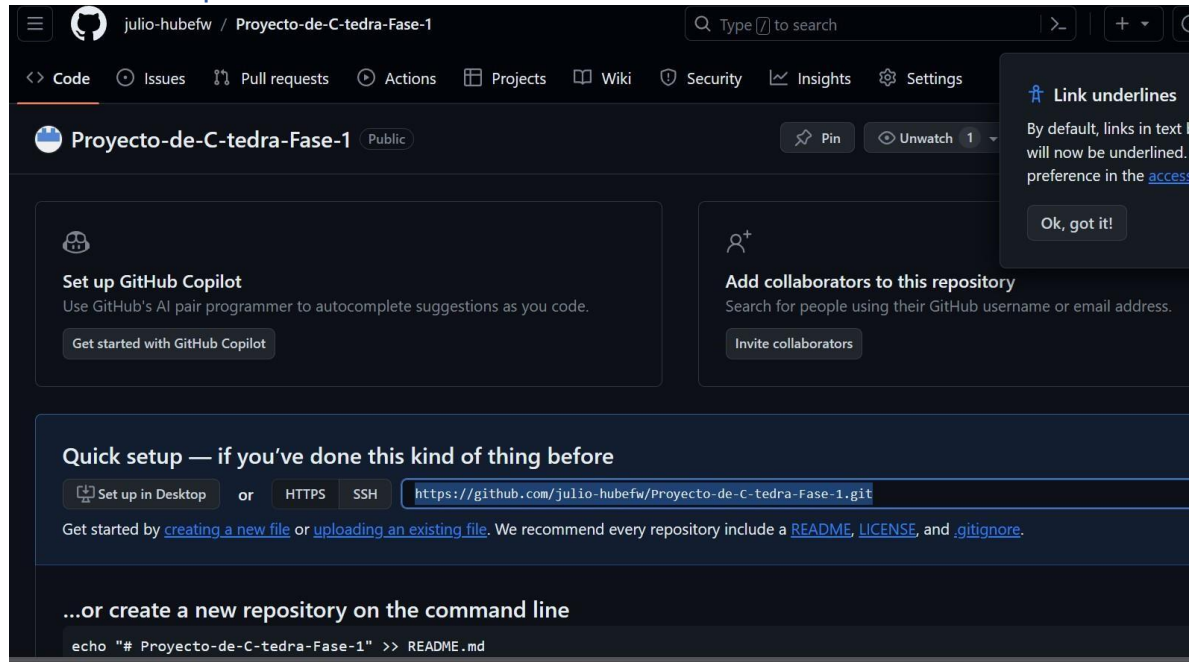 julio-hubefw / Proyecto-de-C-tedra-Fase-1
Type / to search
Code Issues Pull requests Actions Projects Wiki Security Insights Settings
Link underlines
By default, links in text
will now be underlined.
preference in the access
Ok, got it!
Proyecto-de-C-tedra-Fase-1 Public
Pin Unwatch 1
Set up GitHub Copilot
Use GitHub's AI pair programmer to autocomplete suggestions as you code.
Get started with GitHub Copilot
Add collaborators to this repository
Search for people using their GitHub username or email address.
Invite collaborators
Quick setup — if you've done this kind of thing before
Set up in Desktop or HTTPS SSH https://github.com/julio-hubefw/Proyecto-de-C-tedra-Fase-1.git
Get started by creating a new file or uploading an existing file. We recommend every repository include a README, LICENSE, and .gitignore.
...or create a new repository on the command line
echo "# Proyecto-de-C-tedra-Fase-1" >> README.md